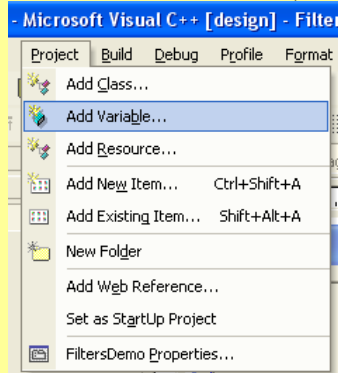 - Microsoft Visual C++ [design] - Filter
Project Build Debug Profile Format
Add Class...
Add Variable...
Add Resource...
Add New Item... Ctrl+Shift+A
Add Existing Item... Shift+Alt+A
New Folder
Add Web Reference...
Set as StartUp Project
FiltersDemo Properties...